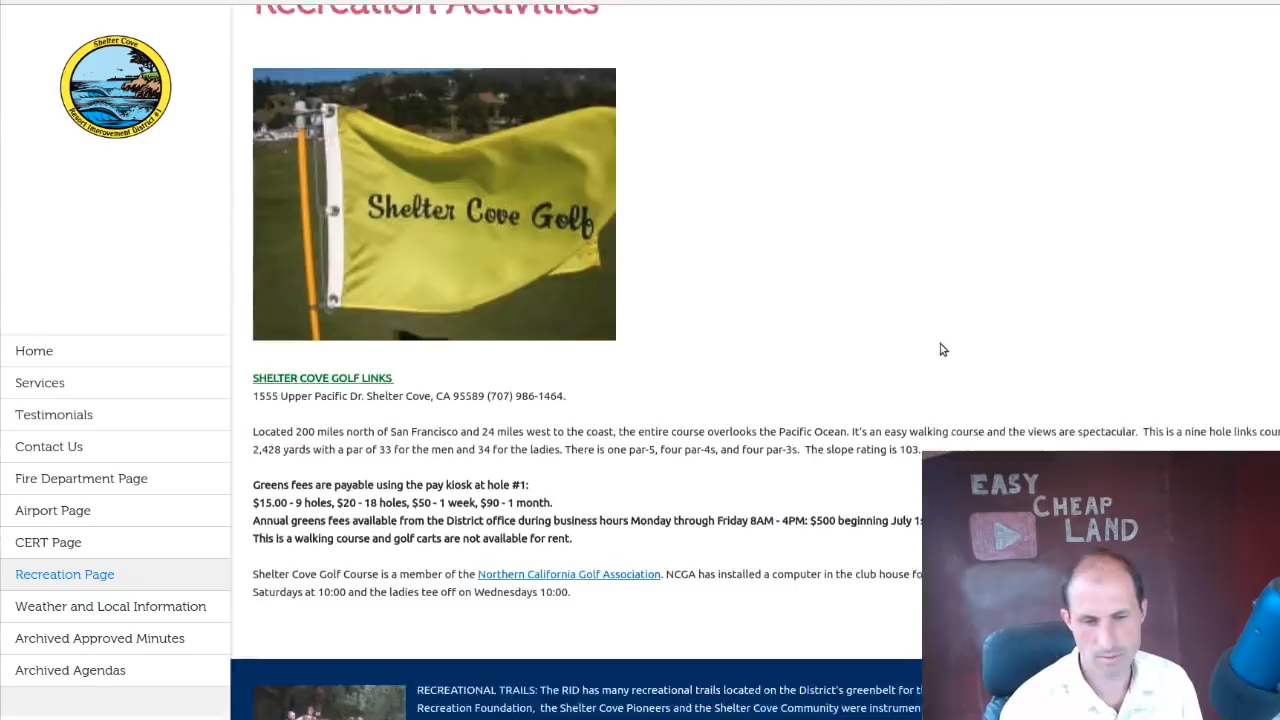 Recreation Activities
Shelter Cove
Resort Improvement District #1
Shelter Cove Golf
Home
Services
Testimonials
Contact Us
Fire Department Page
Airport Page
CERT Page
Recreation Page
Weather and Local Information
Archived Approved Minutes
Archived Agendas
SHELTER COVE GOLF LINKS
1555 Upper Pacific Dr. Shelter Cove, CA 95589 (707) 986-1464.
Located 200 miles north of San Francisco and 24 miles west to the coast, the entire course overlooks the Pacific Ocean. It's an easy walking course and the views are spectacular. This is a nine hole links cour
2,428 yards with a par of 33 for the men and 34 for the ladies. There is one par-5, four par-4s, and four par-3s. The slope rating is 103.
Greens fees are payable using the pay kiosk at hole #1:
$15.00 - 9 holes, $20 - 18 holes, $50 - 1 week, $90 - 1 month.
Annual greens fees available from the District office during business hours Monday through Friday 8AM - 4PM: $500 beginning July 1s
This is a walking course and golf carts are not available for rent.
Shelter Cove Golf Course is a member of the Northern California Golf Association. NCGA has installed a computer in the club house fo
Saturdays at 10:00 and the ladies tee off on Wednesdays 10:00.
RECREATIONAL TRAILS: The RID has many recreational trails located on the District's greenbelt for th
Recreation Foundation, the Shelter Cove Pioneers and the Shelter Cove Community were instrumen
EASY
CHEAP
LAND